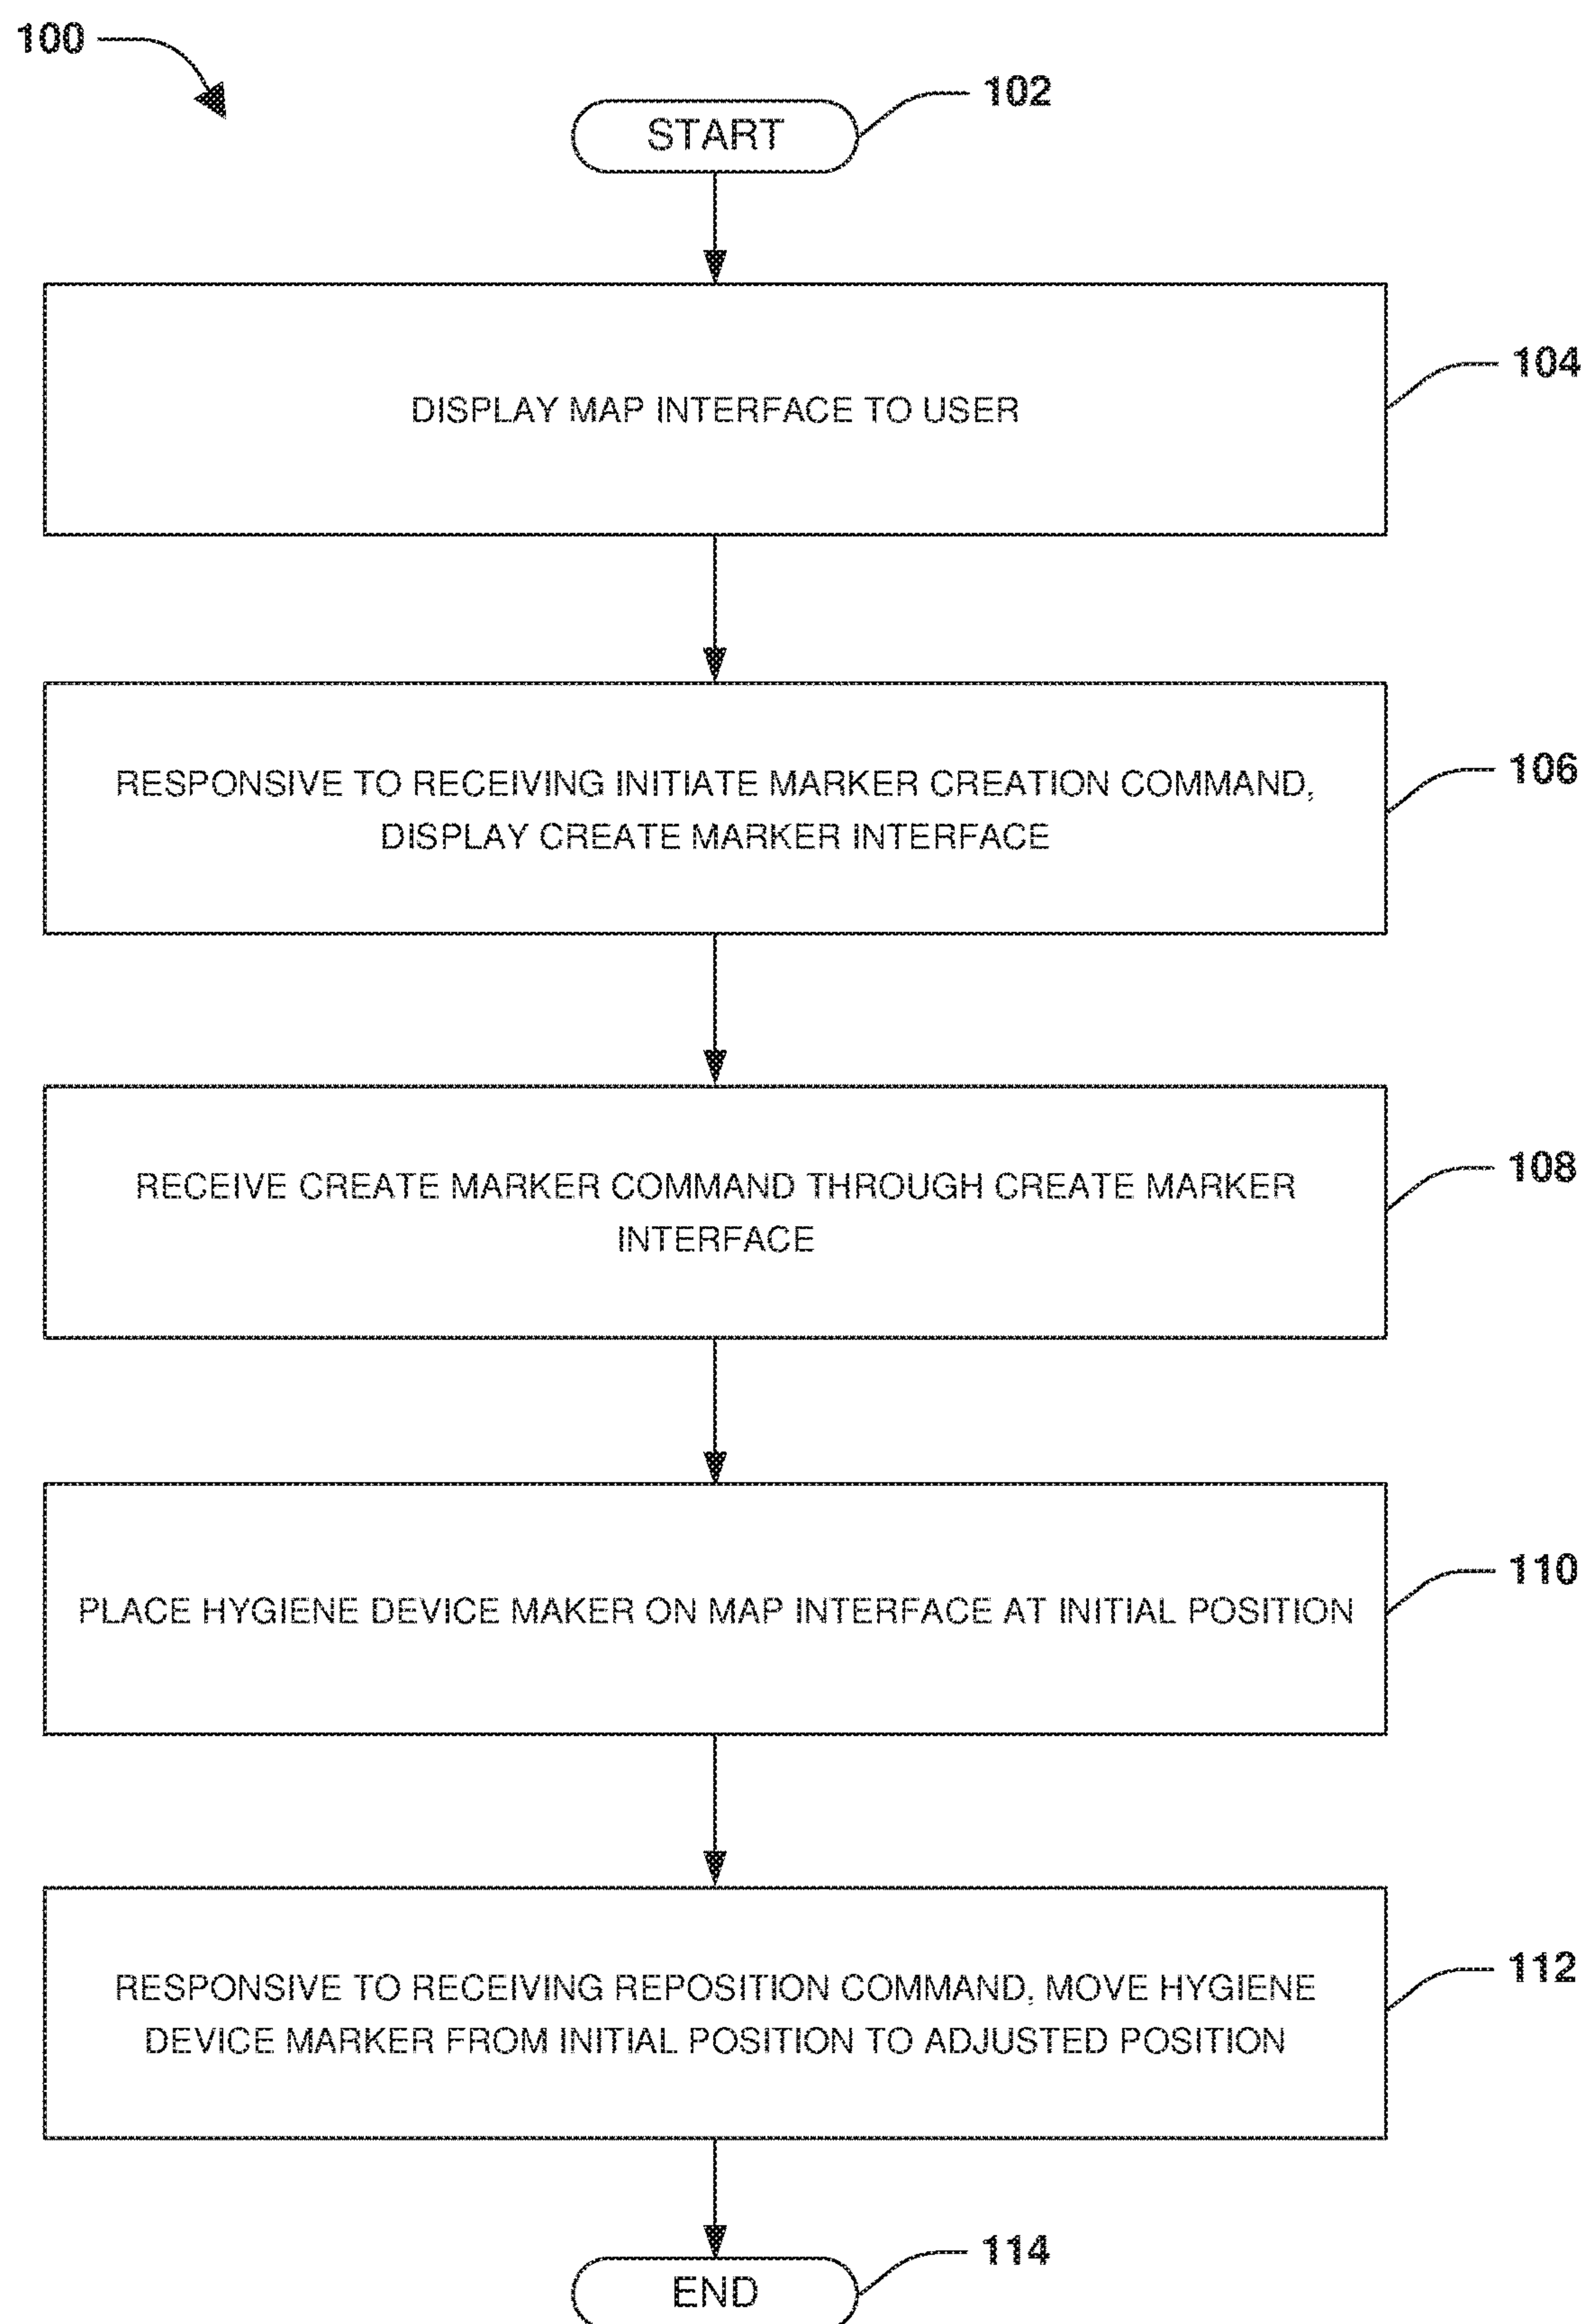 100
102
START
104
DISPLAY MAP INTERFACE TO USER
106
RESPONSIVE TO RECEIVING INITIATE MARKER CREATION COMMAND,
DISPLAY CREATE MARKER INTERFACE
108
RECEIVE CREATE MARKER COMMAND THROUGH CREATE MARKER
INTERFACE
110
PLACE HYGIENE DEVICE MAKER ON MAP INTERFACE AT INITIAL POSITION
112
RESPONSIVE TO RECEIVING REPOSITION COMMAND, MOVE HYGIENE
DEVICE MARKER FROM INITIAL POSITION TO ADJUSTED POSITION
114
END